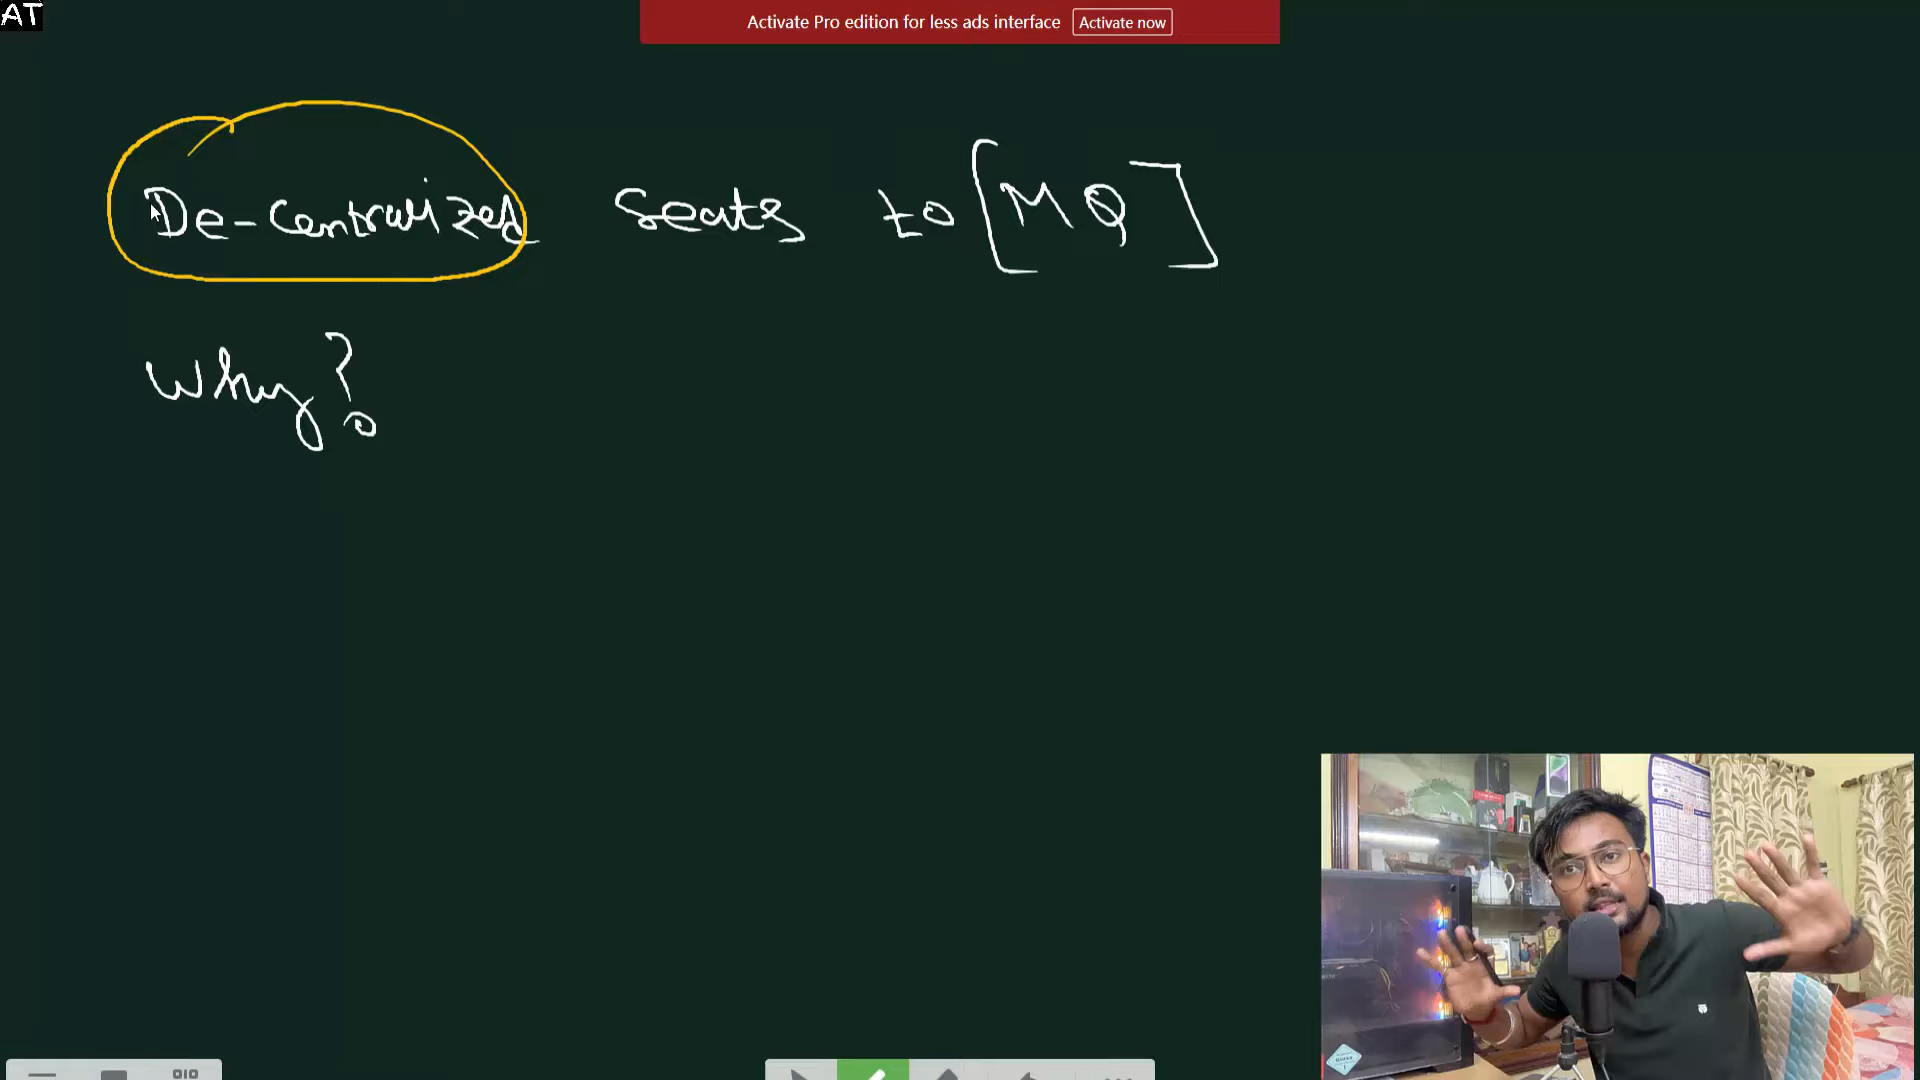 AT
Activate Pro edition for less ads interface Activate now
De-Centralized Seats to [MQ]
Why?